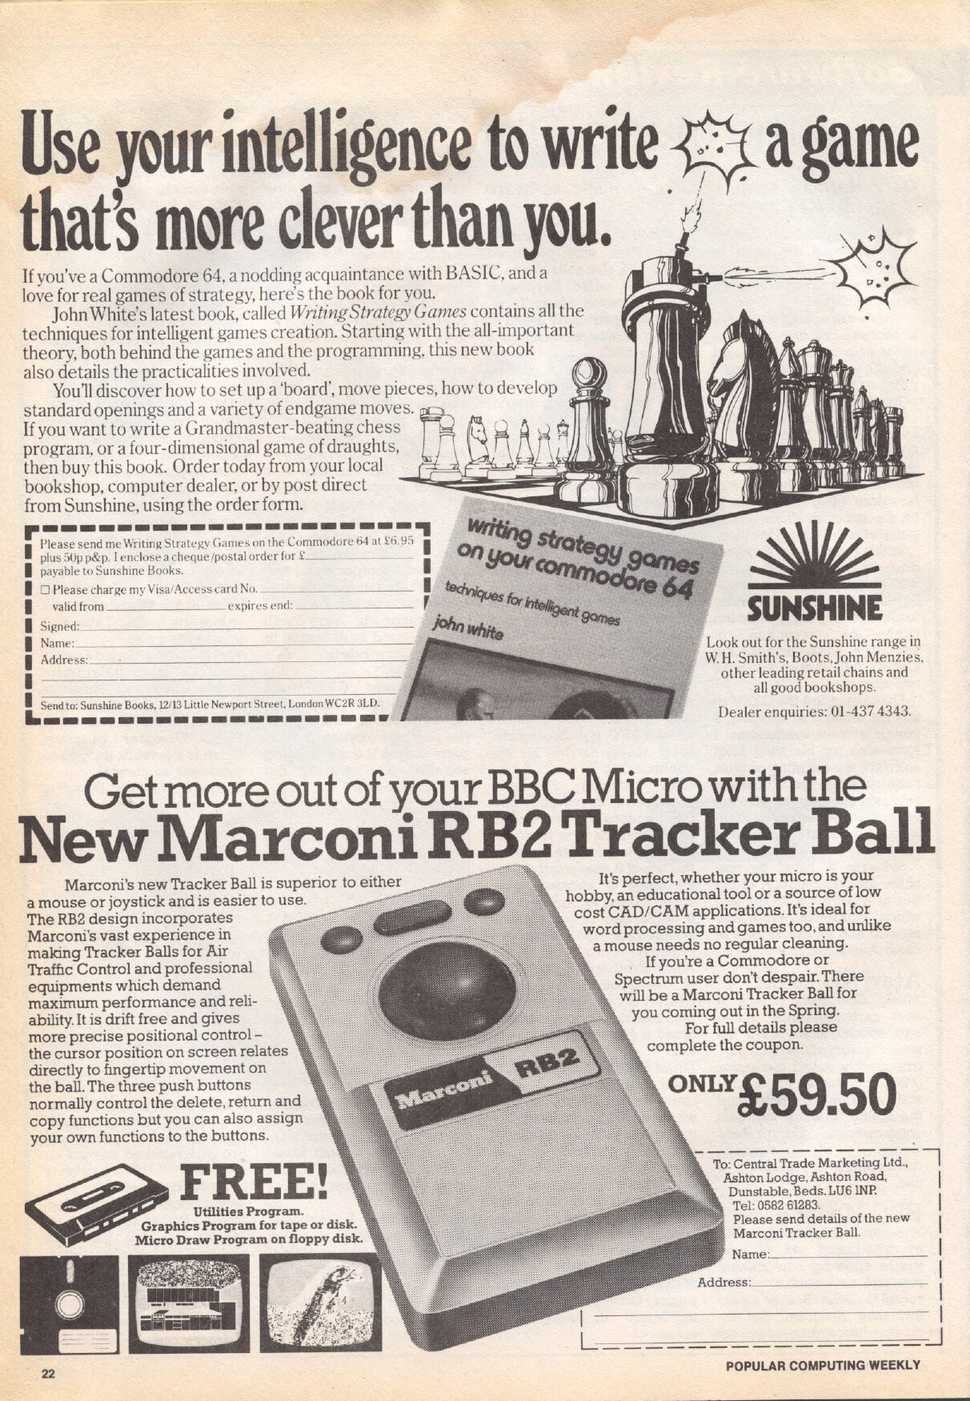 Use your intelligence to write a game
that's more clever than you.
If you've a Commodore 64, a nodding acquaintance with BASIC, and a
love for real games of strategy, here's the book for you.
John White's latest book, called Writing Strategy Games contains all the
techniques for intelligent games creation. Starting with the all-important
theory, both behind the games and the programming, this new book
also details the practicalities involved.
You'll discover how to set up a 'board', move pieces, how to develop
standard openings and a variety of endgame moves.
If you want to write a Grandmaster-beating chess
program, or a four-dimensional game of draughts,
then buy this book. Order today from your local
bookshop, computer dealer, or by post direct
from Sunshine, using the order form.
Please send me Writing Strategy Games on the Commodore 64 at £6.95
plus 50p p&p. I enclose a cheque/postal order for £
payable to Sunshine Books.
☐ Please charge my Visa/Access card No.
valid from expires end:
Signed:
Name:
Address:
Send to: Sunshine Books, 12/13 Little Newport Street, London WC2R 3LD.
writing strategy games
on your commodore 64
techniques for intelligent games
john white
SUNSHINE
Look out for the Sunshine range in
W. H. Smith's, Boots, John Menzies,
other leading retail chains and
all good bookshops.
Dealer enquiries: 01-437 4343.
Get more out of your BBC Micro with the
New Marconi RB2 Tracker Ball
Marconi's new Tracker Ball is superior to either
a mouse or joystick and is easier to use.
The RB2 design incorporates
Marconi's vast experience in
making Tracker Balls for Air
Traffic Control and professional
equipments which demand
maximum performance and reli-
ability. It is drift free and gives
more precise positional control –
the cursor position on screen relates
directly to fingertip movement on
the ball. The three push buttons
normally control the delete, return and
copy functions but you can also assign
your own functions to the buttons.
Marconi RB2
It's perfect, whether your micro is your
hobby, an educational tool or a source of low
cost CAD/CAM applications. It's ideal for
word processing and games too, and unlike
a mouse needs no regular cleaning.
If you're a Commodore or
Spectrum user don't despair. There
will be a Marconi Tracker Ball for
you coming out in the Spring.
For full details please
complete the coupon.
ONLY £59.50
FREE!
Utilities Program.
Graphics Program for tape or disk.
Micro Draw Program on floppy disk.
To: Central Trade Marketing Ltd.,
Ashton Lodge, Ashton Road,
Dunstable, Beds. LU6 1NP.
Tel: 0582 61283.
Please send details of the new
Marconi Tracker Ball.
Name:
Address:
22
POPULAR COMPUTING WEEKLY